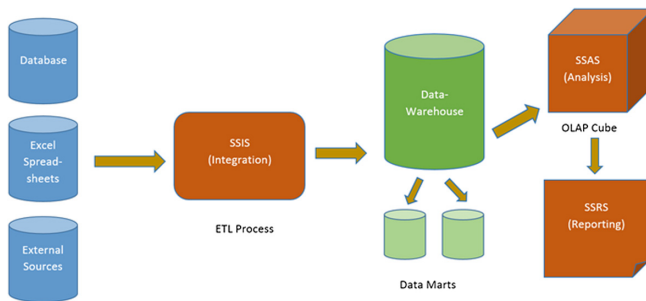 Database
Excel
Spread-
sheets
External
Sources
SSIS
(Integration)
ETL Process
Data-
Warehouse
Data Marts
SSAS
(Analysis)
OLAP Cube
SSRS
(Reporting)